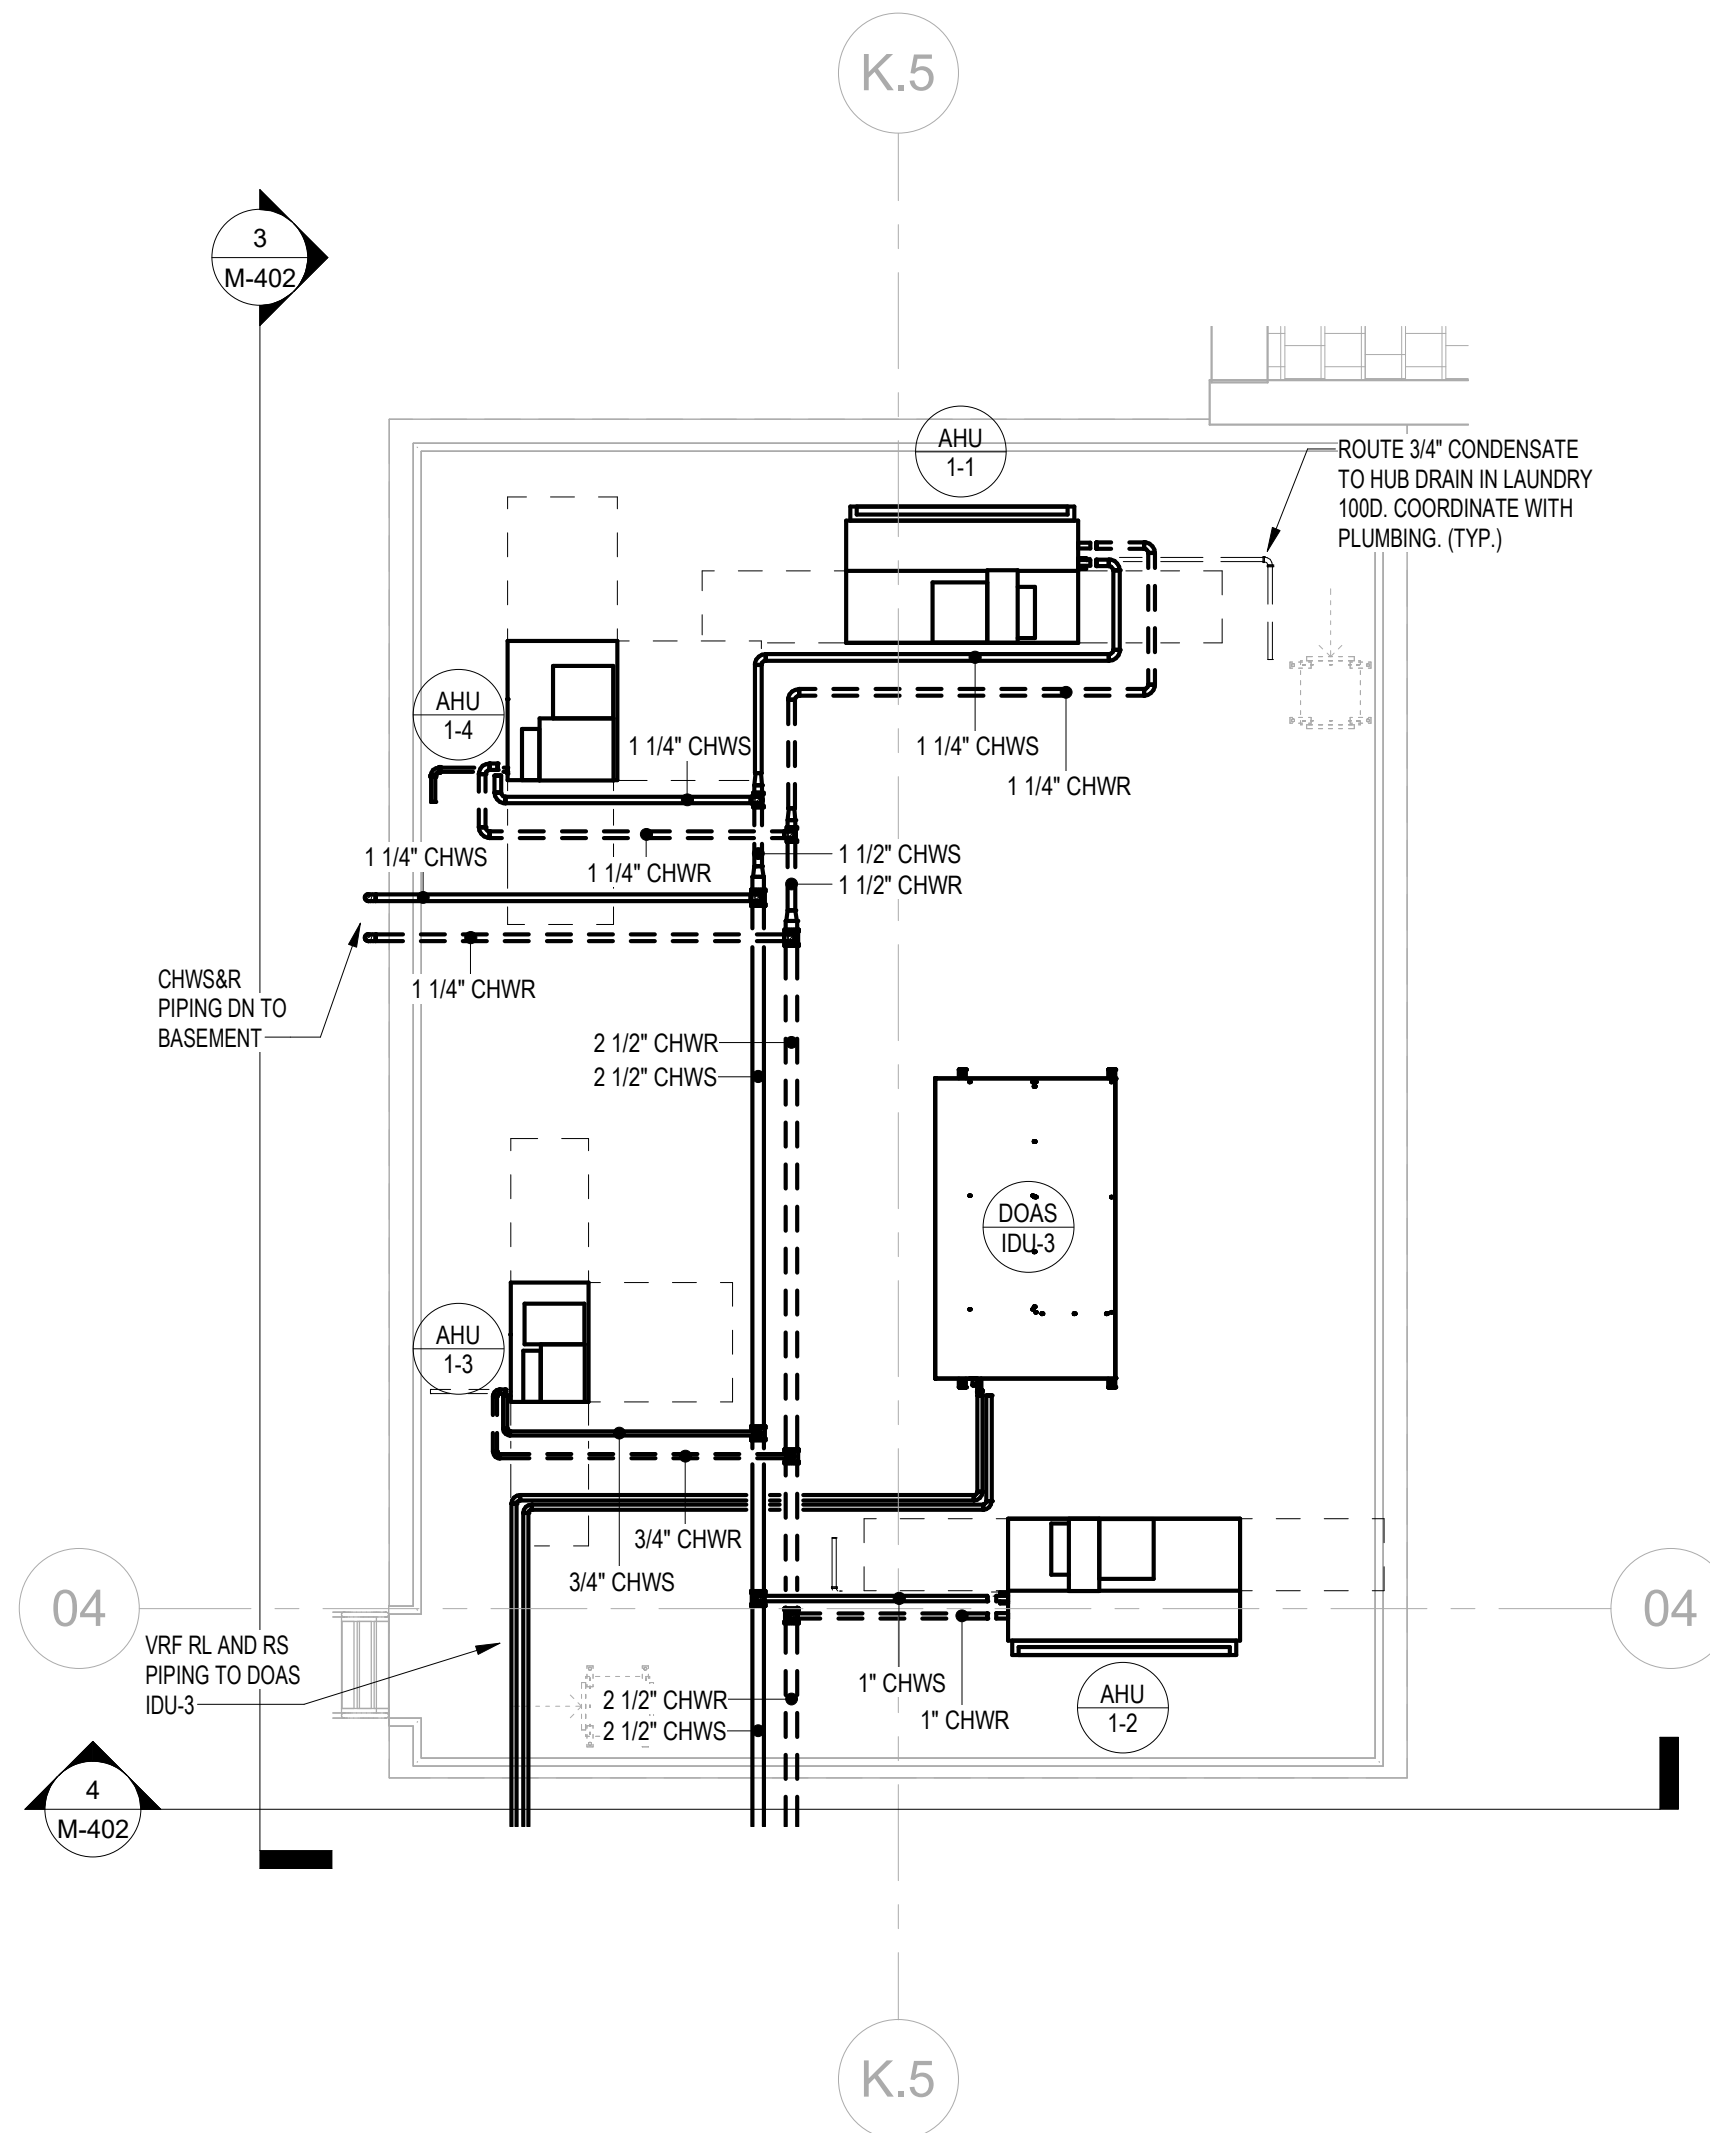 K.5
3
M-402
AHU
1-1
ROUTE 3/4" CONDENSATE
TO HUB DRAIN IN LAUNDRY
100D. COORDINATE WITH
PLUMBING. (TYP.)
AHU
1-4
1 1/4" CHWS
1 1/4" CHWS
1 1/4" CHWR
1 1/4" CHWS
1 1/4" CHWR
1 1/2" CHWS
1 1/2" CHWR
CHWS&R
PIPING DN TO
BASEMENT
1 1/4" CHWR
2 1/2" CHWR
2 1/2" CHWS
DOAS
IDU-3
AHU
1-3
3/4" CHWR
3/4" CHWS
04
04
VRF RL AND RS
PIPING TO DOAS
IDU-3
1" CHWS
1" CHWR
2 1/2" CHWR
2 1/2" CHWS
AHU
1-2
4
M-402
K.5